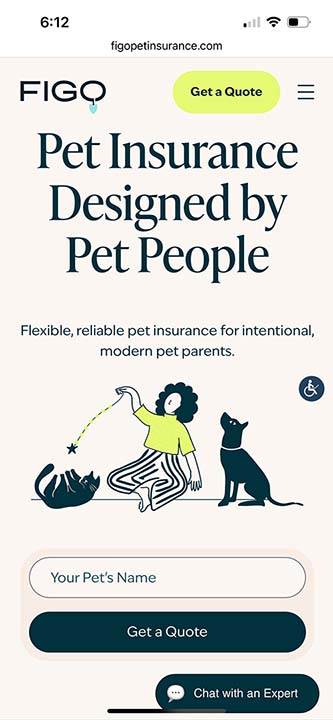 6:12
figopetinsurance.com
FIGO
Get a Quote
Pet Insurance
Designed by
Pet People
Flexible, reliable pet insurance for intentional,
modern pet parents.
Your Pet's Name
Get a Quote
Chat with an Expert